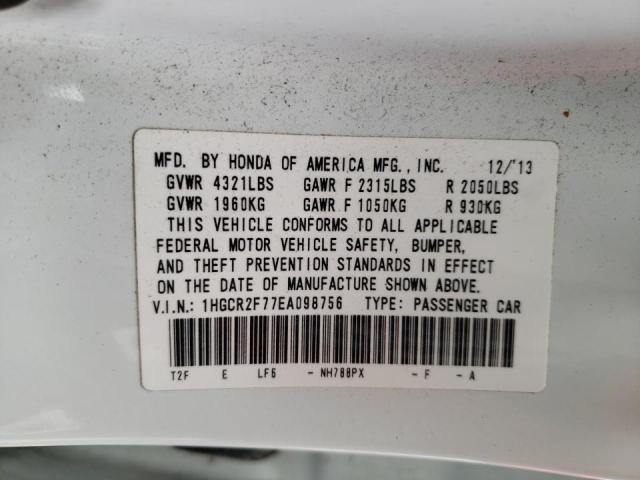 MFD. BY HONDA OF AMERICA MFG., INC. 12/'13
GVWR 4321LBS GAWR F 2315LBS R 2050LBS
GVWR 1960KG GAWR F 1050KG R 930KG
THIS VEHICLE CONFORMS TO ALL APPLICABLE
FEDERAL MOTOR VEHICLE SAFETY, BUMPER,
AND THEFT PREVENTION STANDARDS IN EFFECT
ON THE DATE OF MANUFACTURE SHOWN ABOVE.
V.I.N.: 1HGCR2F77EA098756 TYPE: PASSENGER CAR
T2F E LF6 - NH788PX - F - A